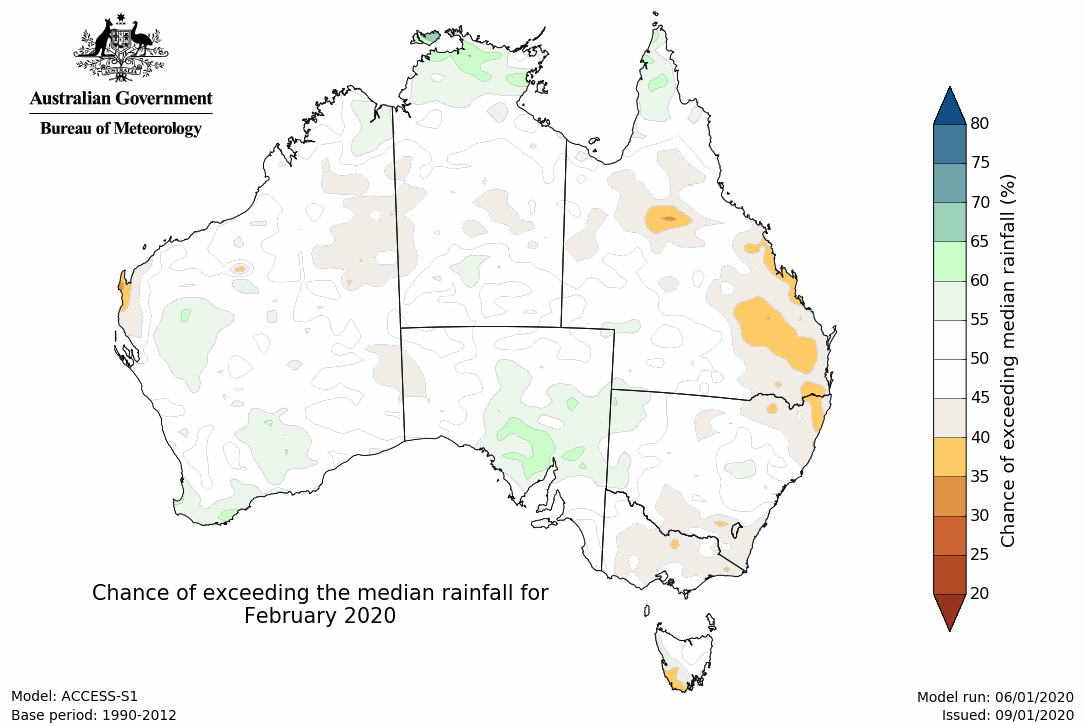 Australian Government
Bureau of Meteorology
80
75
70
65
60
55
50
45
40
35
30
25
20
Chance of exceeding median rainfall (%)
Chance of exceeding the median rainfall for
February 2020
Model: ACCESS-S1
Base period: 1990-2012
Model run: 06/01/2020
Issued: 09/01/2020